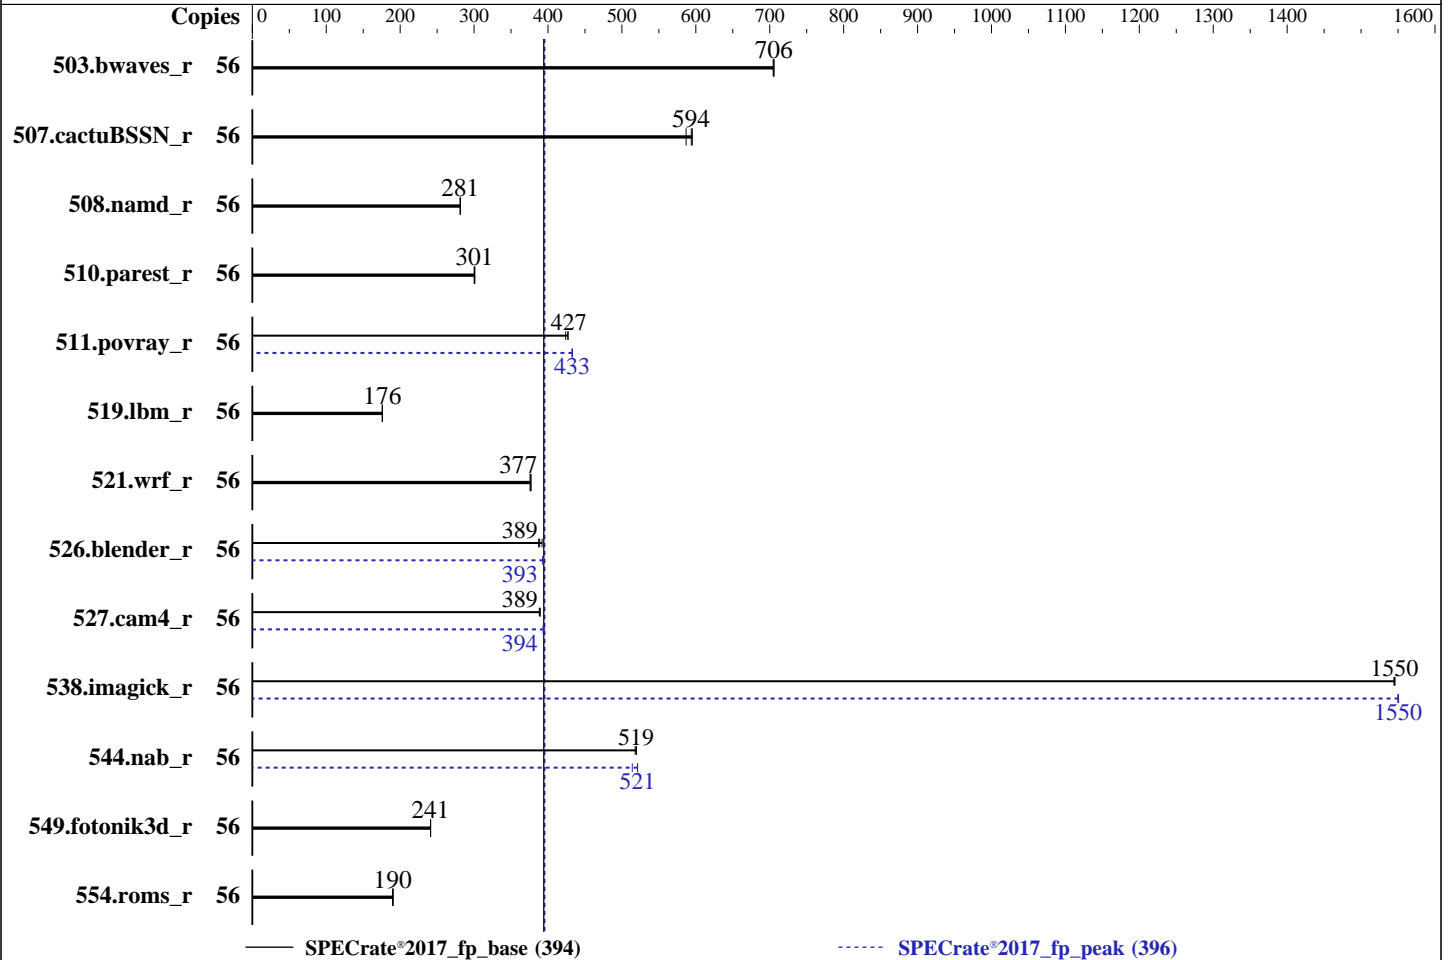 Copies 0 100 200 300 400 500 600 700 800 900 1000 1100 1200 1300 1400 1600
503.bwaves_r 56 706
507.cactuBSSN_r 56 594
508.namd_r 56 281
510.parest_r 56 301
511.povray_r 56 427
433
519.lbm_r 56 176
521.wrf_r 56 377
526.blender_r 56 389
393
527.cam4_r 56 389
394
538.imagick_r 56 1550
1550
544.nab_r 56 519
521
549.fotonik3d_r 56 241
554.roms_r 56 190
SPECrate®2017_fp_base (394) SPECrate®2017_fp_peak (396)